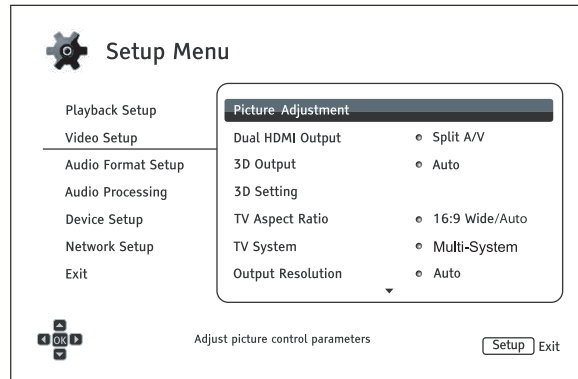 Setup Menu
Playback Setup
Video Setup
Audio Format Setup
Audio Processing
Device Setup
Network Setup
Exit
Picture Adjustment
Dual HDMI Output Split A/V
3D Output Auto
3D Setting
TV Aspect Ratio 16:9 Wide/Auto
TV System Multi-System
Output Resolution Auto
OK
Adjust picture control parameters
Setup Exit